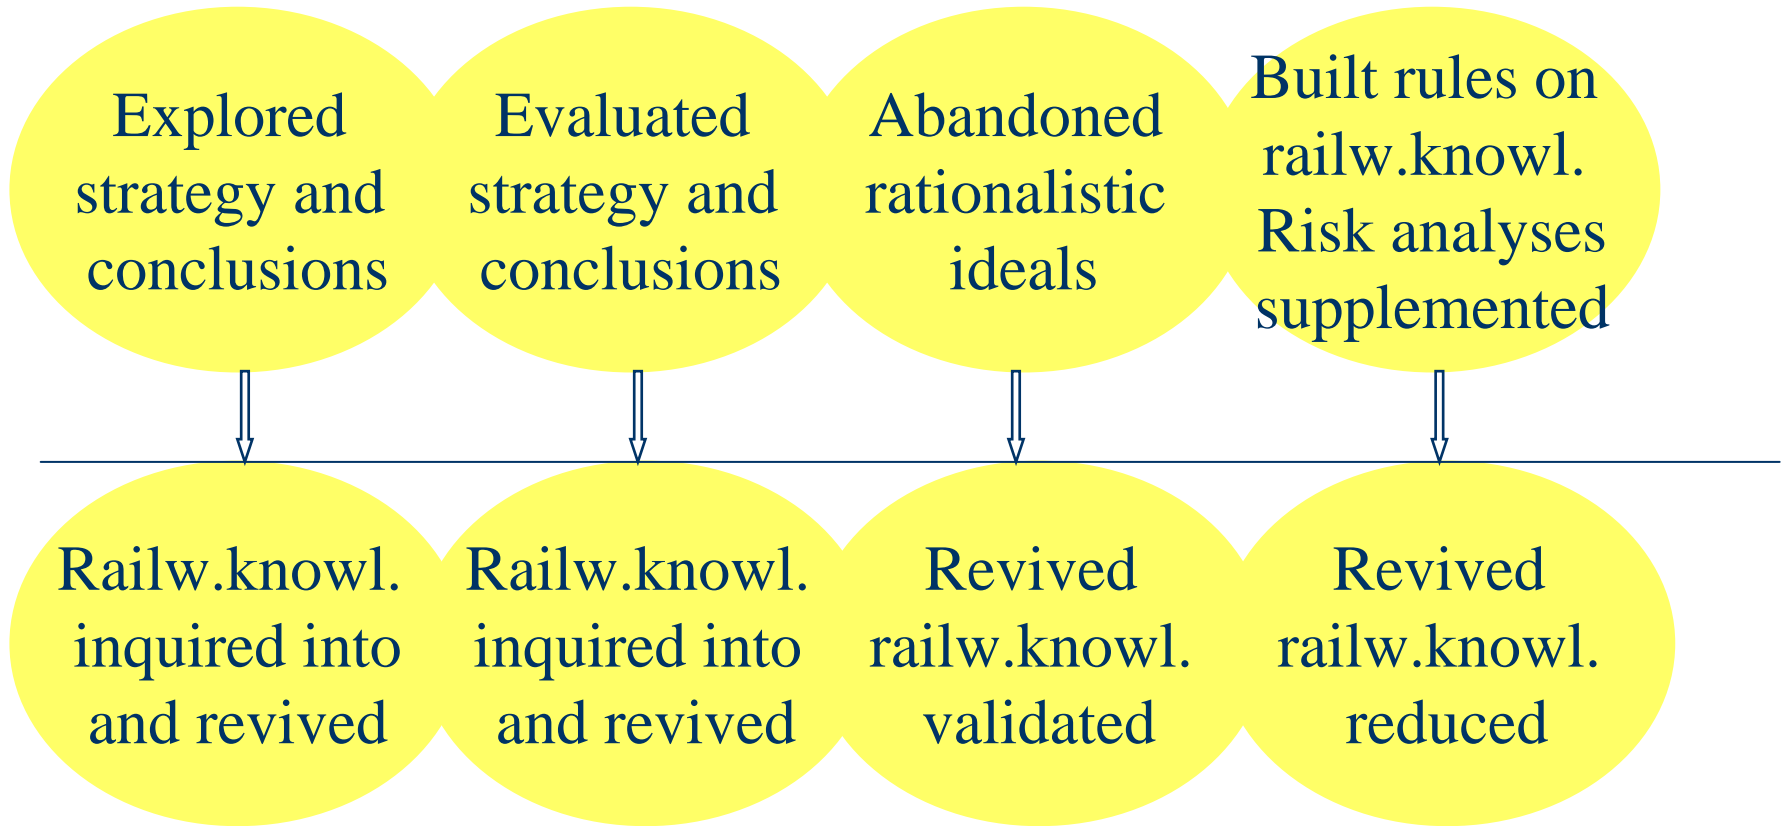 Explored
strategy and
conclusions
Evaluated
strategy and
conclusions
Abandoned
rationalistic
ideals
Built rules on
railw.knowl.
Risk analyses
supplemented
Railw.knowl.
inquired into
and revived
Railw.knowl.
inquired into
and revived
Revived
railw.knowl.
validated
Revived
railw.knowl.
reduced